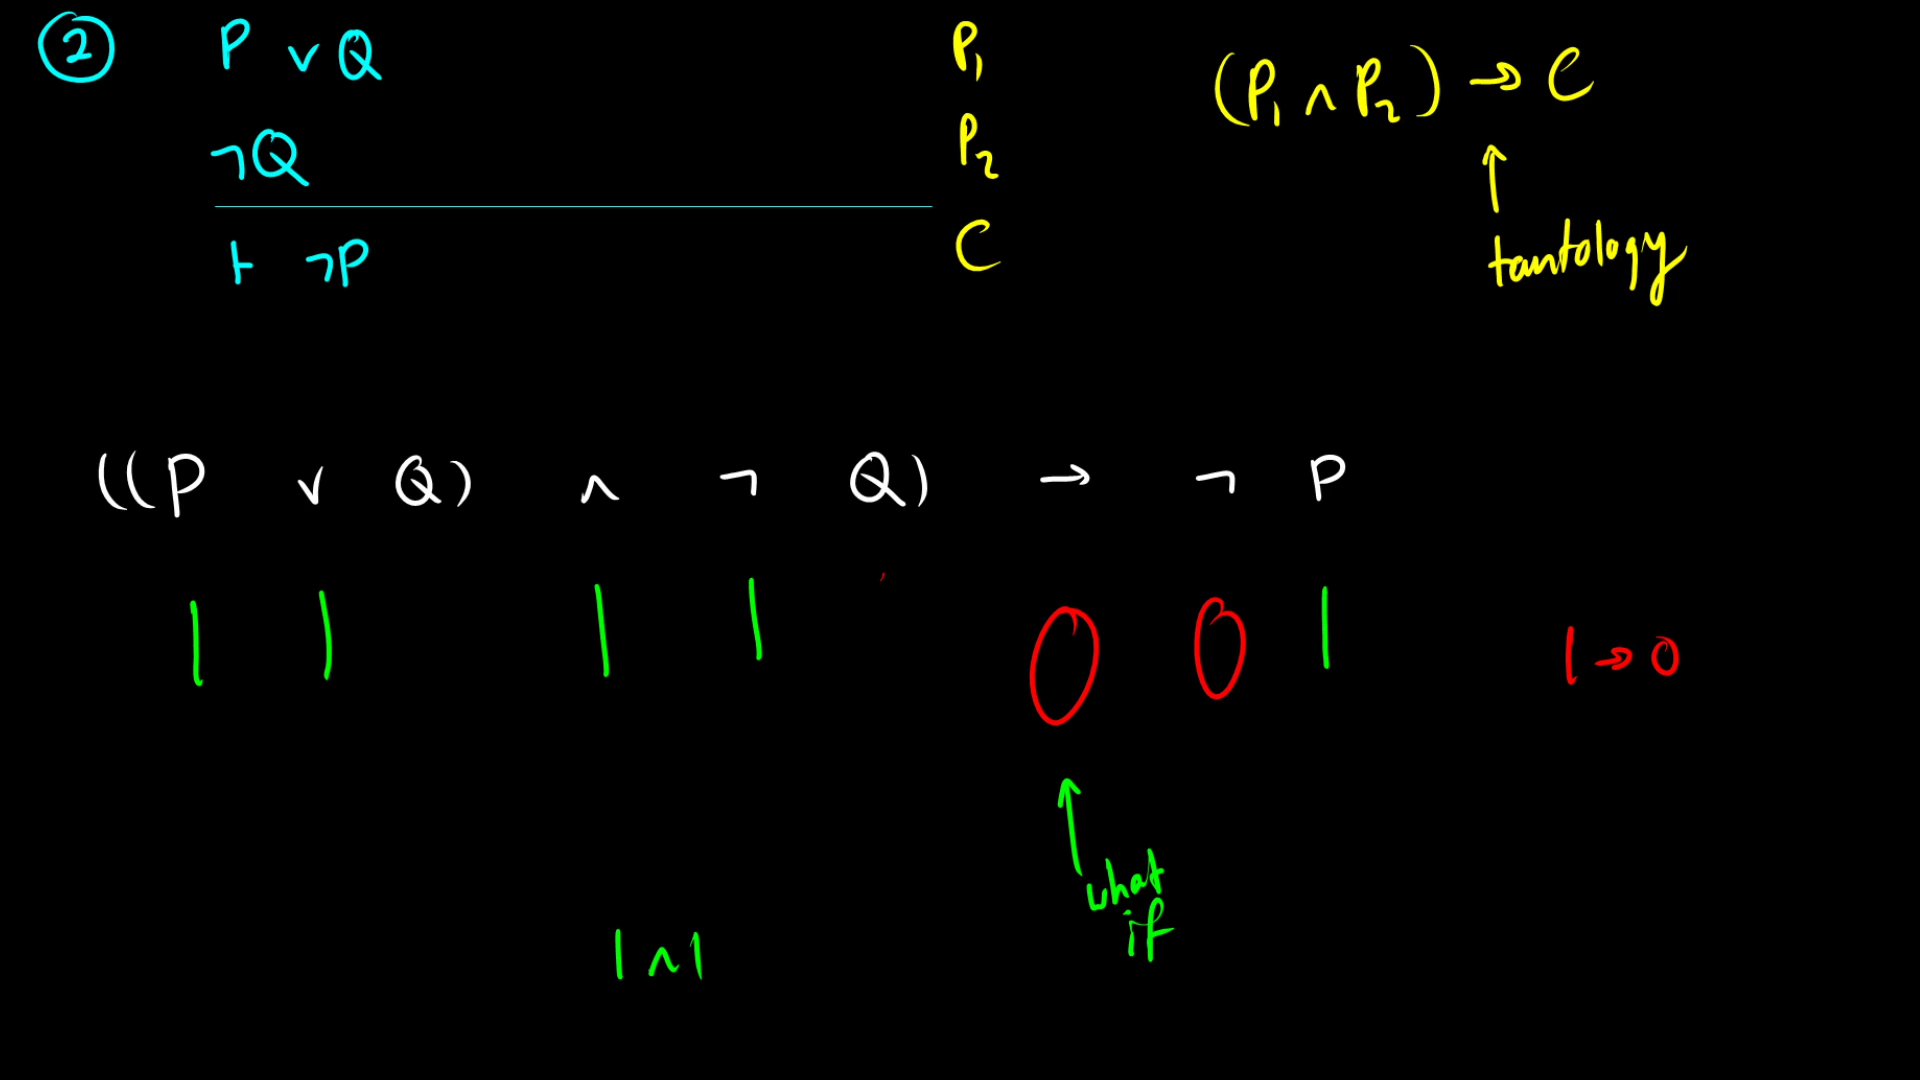 ② P ∨ Q P₁ (P₁ ∧ P₂) → C
¬Q P₂
⊢ ¬P C tautology
((P ∨ Q) ∧ ¬ Q) → ¬ P
1 1 1 1 0 0 1 1 → 0
what
if
1 ∧ 1